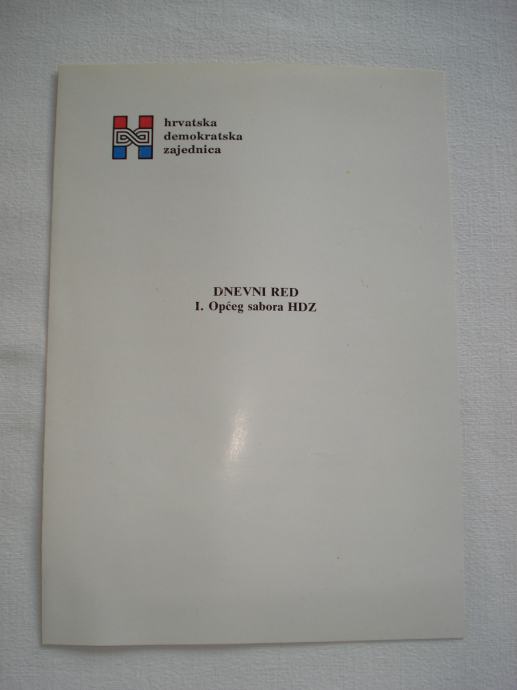 hrvatska
demokratska
zajednica
DNEVNI RED
I. Općeg sabora HDZ